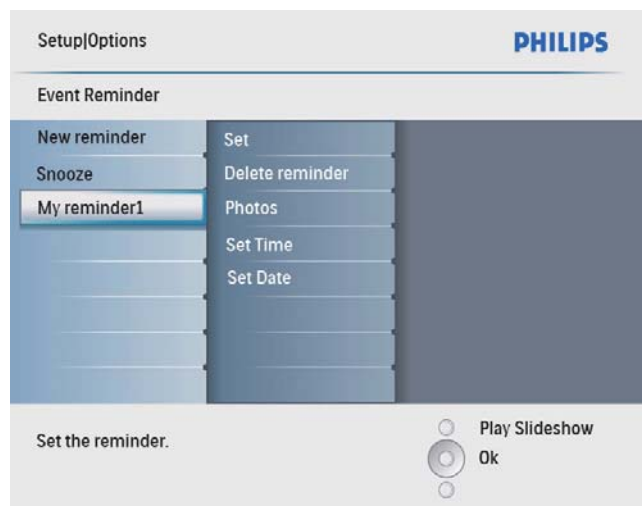 Setup|Options
PHILIPS
Event Reminder
New reminder
Snooze
My reminder1
Set
Delete reminder
Photos
Set Time
Set Date
Set the reminder.
Play Slideshow
Ok